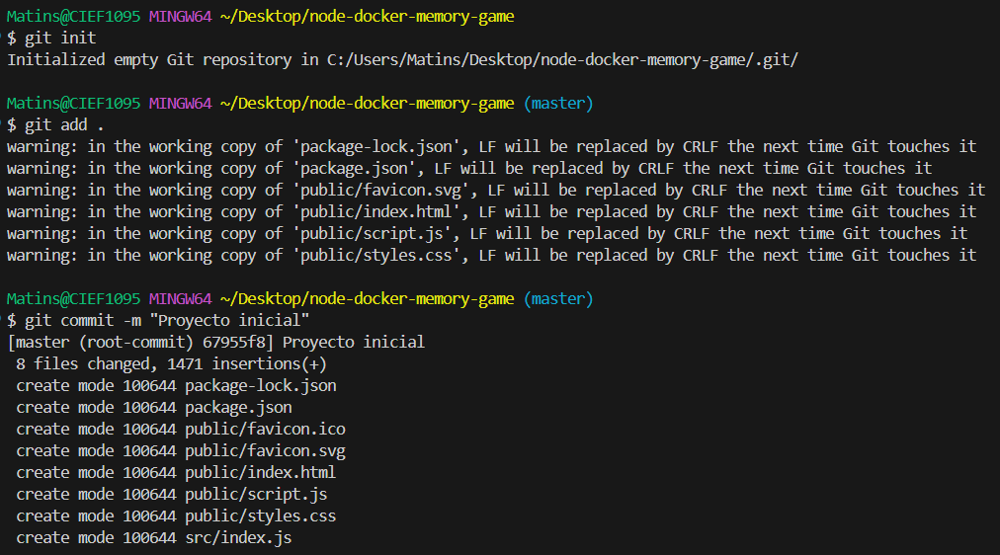 Matins@CIEF1095 MINGW64 ~/Desktop/node-docker-memory-game
$ git init
Initialized empty Git repository in C:/Users/Matins/Desktop/node-docker-memory-game/.git/
Matins@CIEF1095 MINGW64 ~/Desktop/node-docker-memory-game (master)
$ git add .
warning: in the working copy of 'package-lock.json', LF will be replaced by CRLF the next time Git touches it
warning: in the working copy of 'package.json', LF will be replaced by CRLF the next time Git touches it
warning: in the working copy of 'public/favicon.svg', LF will be replaced by CRLF the next time Git touches it
warning: in the working copy of 'public/index.html', LF will be replaced by CRLF the next time Git touches it
warning: in the working copy of 'public/script.js', LF will be replaced by CRLF the next time Git touches it
warning: in the working copy of 'public/styles.css', LF will be replaced by CRLF the next time Git touches it
Matins@CIEF1095 MINGW64 ~/Desktop/node-docker-memory-game (master)
$ git commit -m "Proyecto inicial"
[master (root-commit) 67955f8] Proyecto inicial
8 files changed, 1471 insertions(+)
create mode 100644 package-lock.json
create mode 100644 package.json
create mode 100644 public/favicon.ico
create mode 100644 public/favicon.svg
create mode 100644 public/index.html
create mode 100644 public/script.js
create mode 100644 public/styles.css
create mode 100644 src/index.js